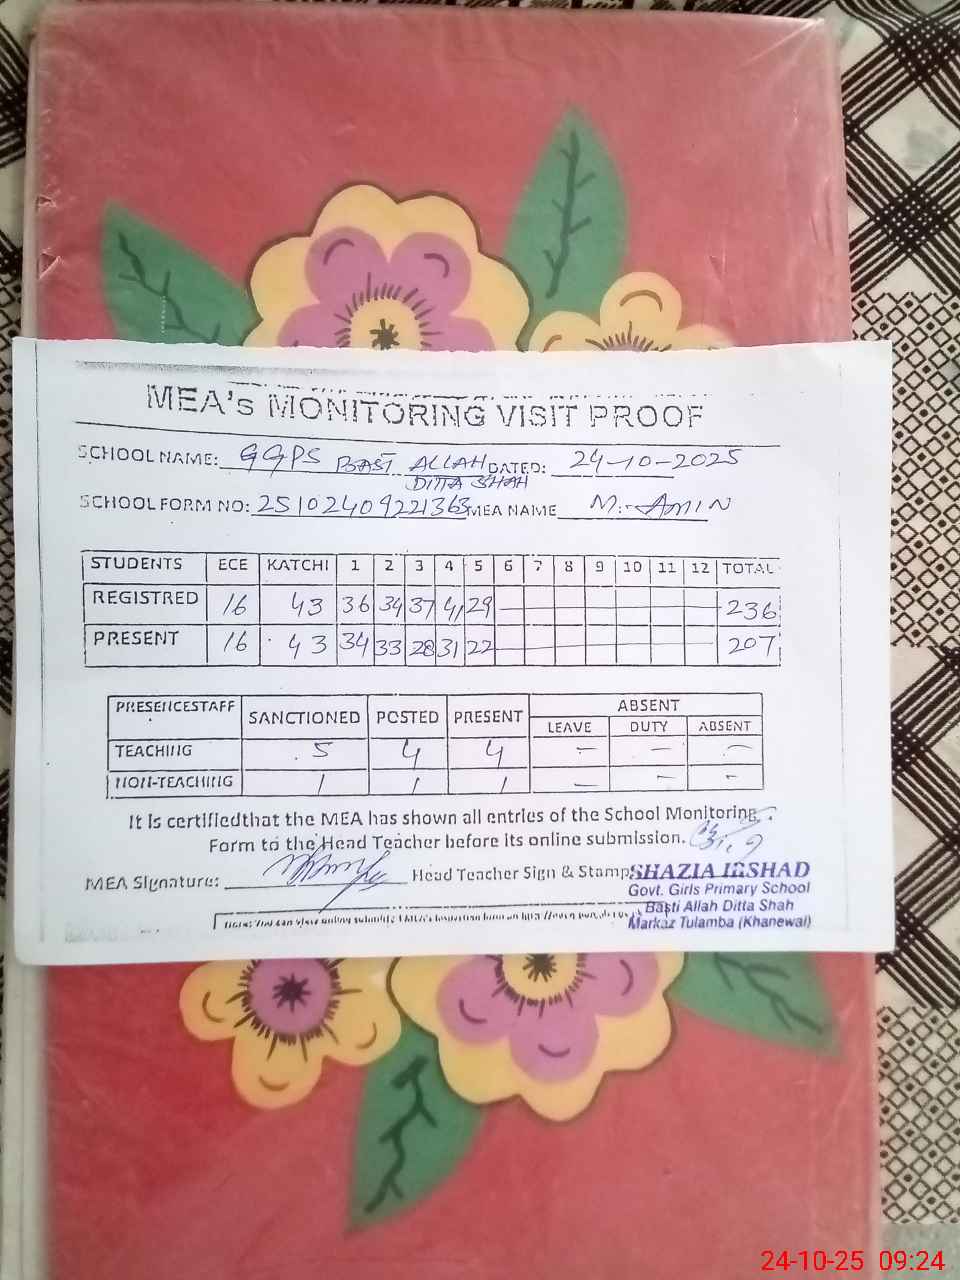 MEA's MONITORING VISIT PROOF
SCHOOL NAME: GGPS BASTI ALLAH DITTA SHAH DATED: 24-10-2025
SCHOOL FORM NO: 25102409221363 MEA NAME M. AMIN
STUDENTS ECE KATCHI 1 2 3 4 5 6 7 8 9 10 11 12 TOTAL
REGISTRED 16 43 36 34 37 41 29 236
PRESENT 16 43 34 33 28 31 22 207
PRESENCESTAFF SANCTIONED POSTED PRESENT ABSENT
LEAVE DUTY ABSENT
TEACHING 5 4 4 - - -
NON-TEACHING 1 1 1 - - -
It is certifiedthat the MEA has shown all entries of the School Monitoring
Form to the Head Teacher before its online submission.
MEA Signature: Head Teacher Sign & Stamp
SHAZIA IRSHAD
Govt. Girls Primary School
Basti Allah Ditta Shah
Markaz Tulamba (Khanewal)
24-10-25 09:24